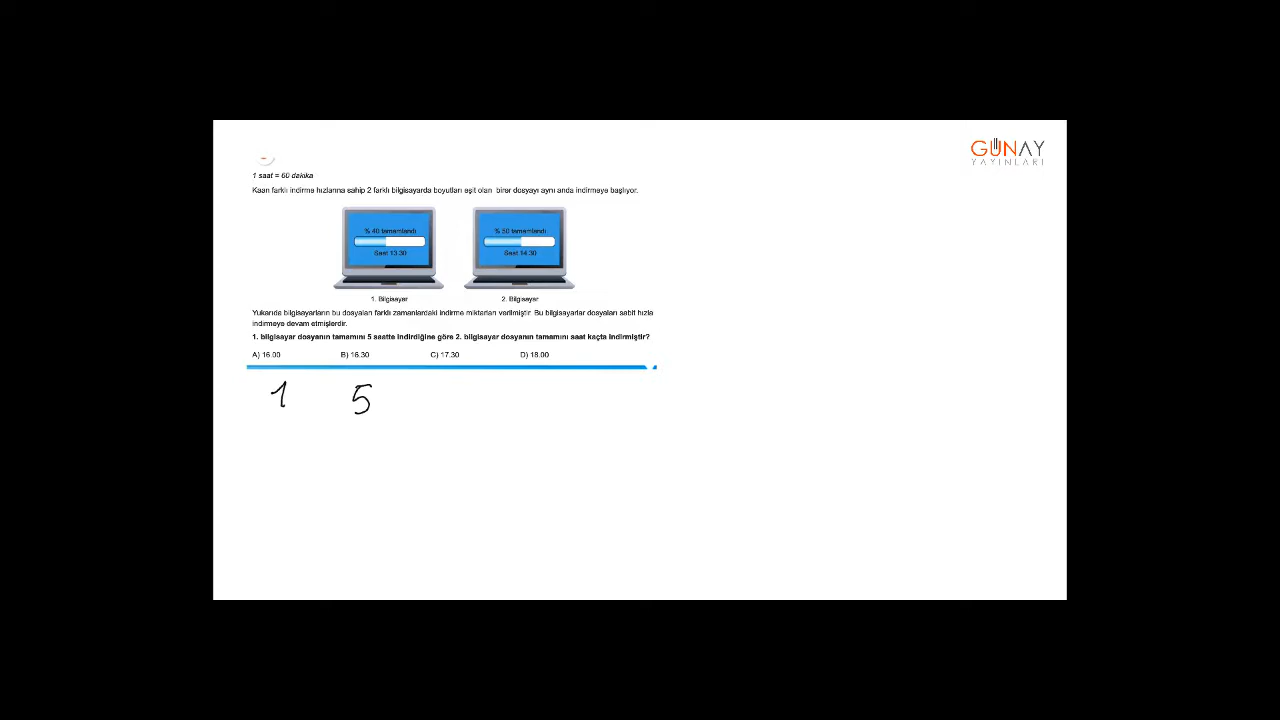 GÜNAY
YAYINLARI
1 saat = 60 dakika
Kaan farklı indirme hızlarına sahip 2 farklı bilgisayarda boyutları eşit olan birer dosyayı aynı anda indirmeye başlıyor.
% 40 tamamlandı
Saat 13.30
% 50 tamamlandı
Saat 14:30
1. Bilgisayar
2. Bilgisayar
Yukarıda bilgisayarların bu dosyaları farklı zamanlardaki indirme miktarları verilmiştir. Bu bilgisayarlar dosyaları sabit hızla
indirmeye devam etmişlerdir.
1. bilgisayar dosyanın tamamını 5 saatte indirdiğine göre 2. bilgisayar dosyanın tamamını saat kaçta indirmiştir?
A) 16.00 B) 16.30 C) 17.30 D) 18.00
1 5